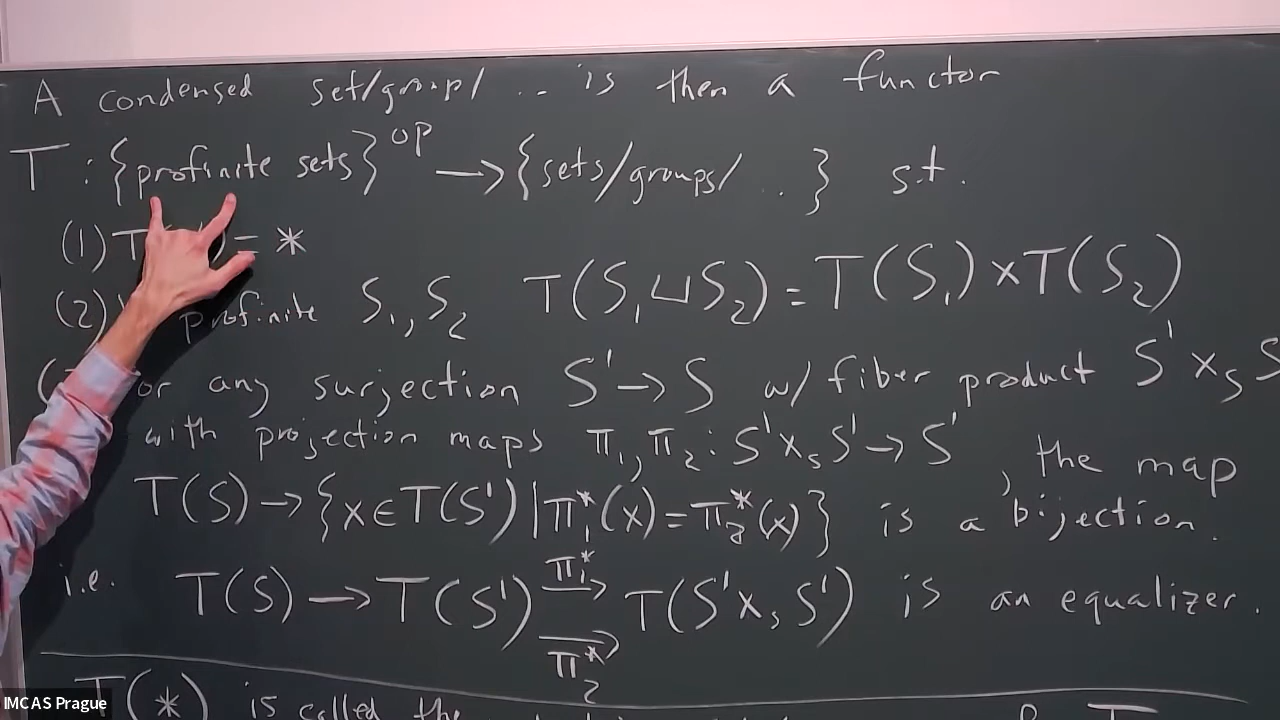 A condensed set/group/ .. is then a functor
T : {profinite sets}^op → {sets/groups/ .. } s.t.
(1) T ) = *
(2) profinite S₁, S₂ T(S₁ ⊔ S₂) = T(S₁) × T(S₂)
any surjection S' → S w/ fiber product S' ×_S S
with projection maps π₁, π₂ : S' ×_S S' → S' , the map
T(S) → {x ∈ T(S') | π₁*(x) = π₂*(x)} is a bijection.
i.e. T(S) → T(S') ⇉ T(S' ×_S S') is an equalizer.
π₁*
π₂*
T(*) is called the
IMCAS Prague